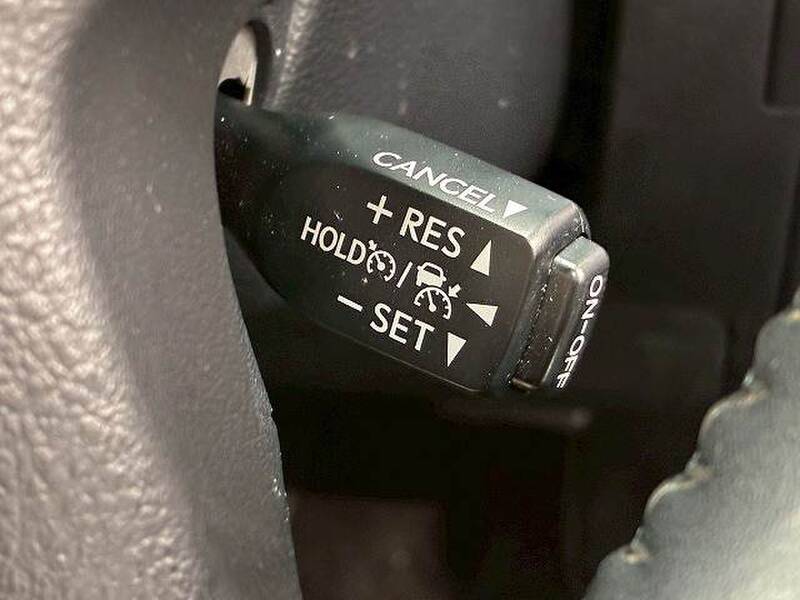 CANCEL▼
+ RES ▲
HOLD / ◀
− SET ▼
ON-OFF